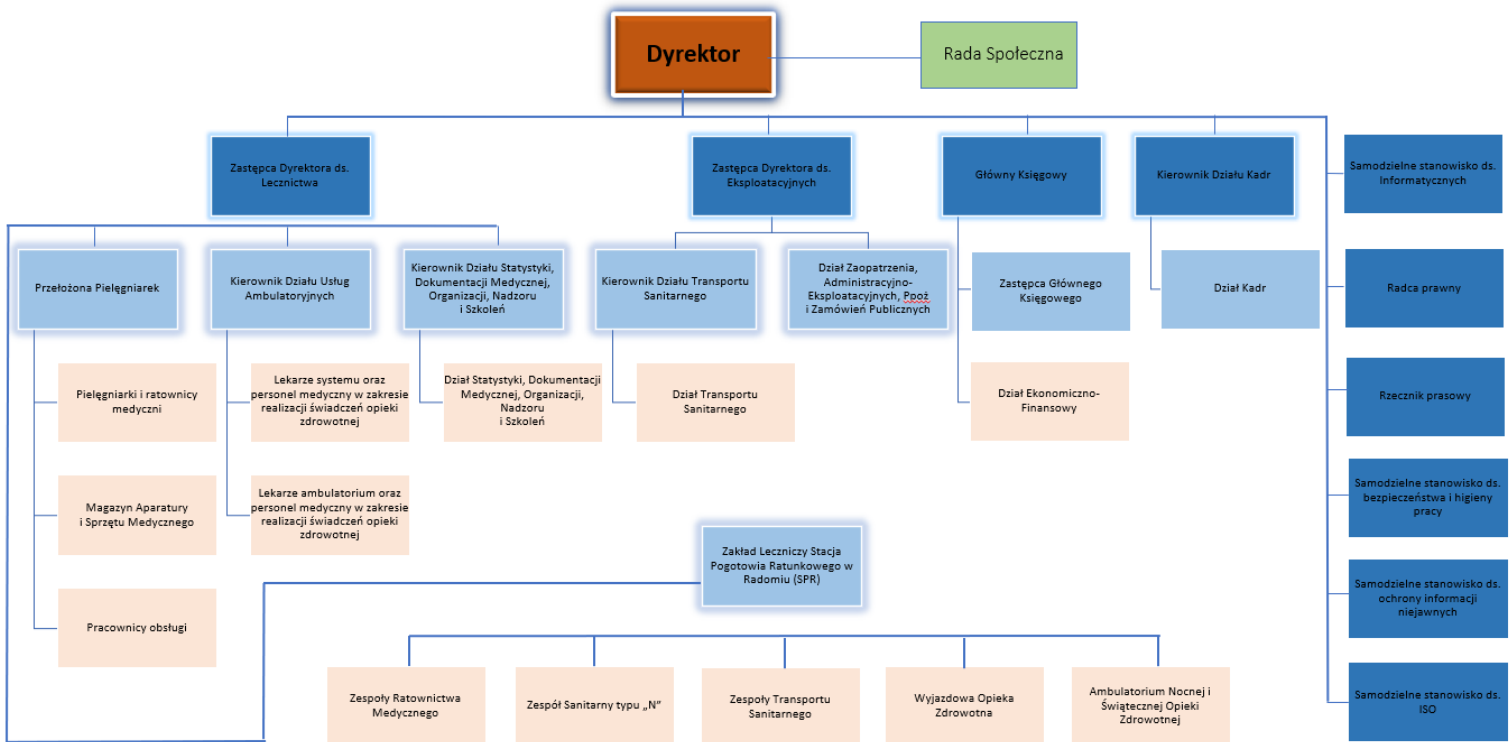 Dyrektor
Rada Społeczna
Zastępca Dyrektora ds.
Lecznictwa
Zastępca Dyrektora ds.
Eksploatacyjnych
Główny Księgowy
Kierownik Działu Kadr
Samodzielne stanowisko ds.
Informatycznych
Przełożona Pielęgniarek
Kierownik Działu Usług
Ambulatoryjnych
Kierownik Działu Statystyki,
Dokumentacji Medycznej,
Organizacji, Nadzoru
i Szkoleń
Kierownik Działu Transportu
Sanitarnego
Dział Zaopatrzenia,
Administracyjno-
Eksploatacyjnych, Ppoż
i Zamówień Publicznych
Zastępca Głównego
Księgowego
Dział Kadr
Radca prawny
Pielęgniarki i ratownicy
medyczni
Lekarze systemu oraz
personel medyczny w zakresie
realizacji świadczeń opieki
zdrowotnej
Dział Statystyki, Dokumentacji
Medycznej, Organizacji,
Nadzoru
i Szkoleń
Dział Transportu
Sanitarnego
Dział Ekonomiczno-
Finansowy
Rzecznik prasowy
Magazyn Aparatury
i Sprzętu Medycznego
Lekarze ambulatorium oraz
personel medyczny w zakresie
realizacji świadczeń opieki
zdrowotnej
Samodzielne stanowisko ds.
bezpieczeństwa i higieny
pracy
Zakład Leczniczy Stacja
Pogotowia Ratunkowego w
Radomiu (SPR)
Samodzielne stanowisko ds.
ochrony informacji
niejawnych
Pracownicy obsługi
Zespoły Ratownictwa
Medycznego
Zespół Sanitarny typu „N”
Zespoły Transportu
Sanitarnego
Wyjazdowa Opieka
Zdrowotna
Ambulatorium Nocnej i
Świątecznej Opieki
Zdrowotnej
Samodzielne stanowisko ds.
ISO